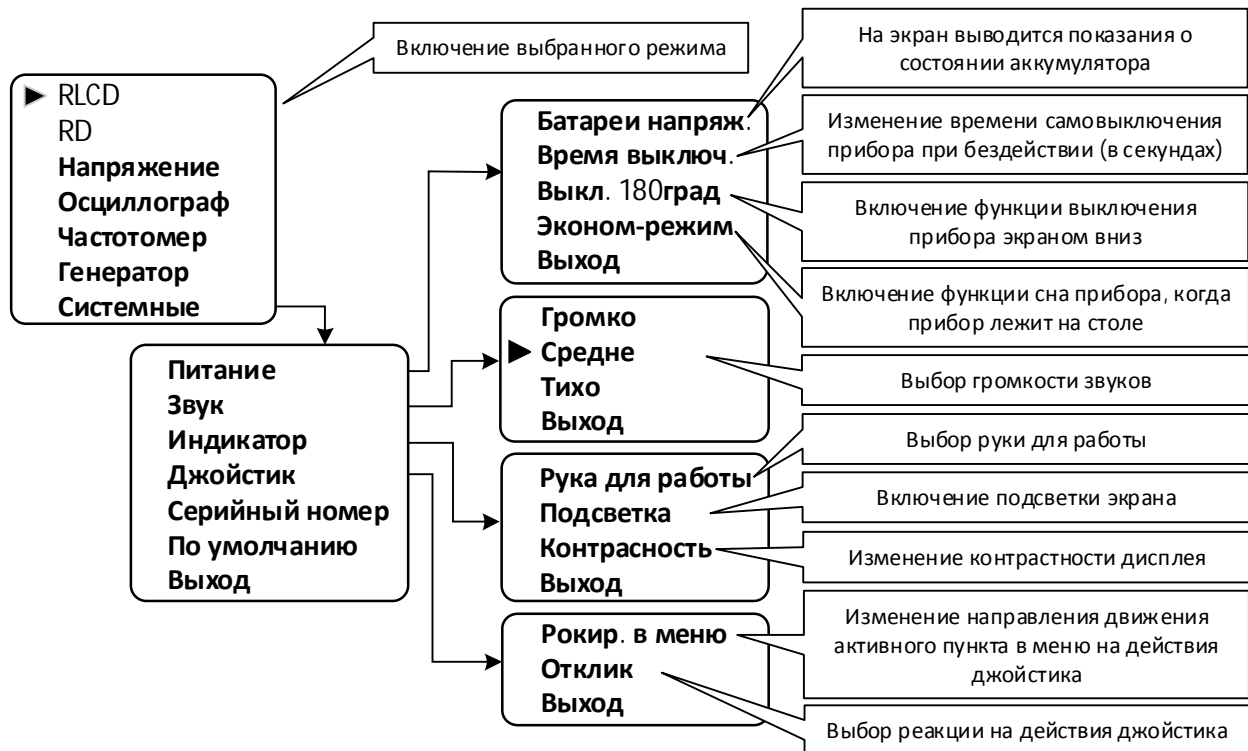 Включение выбранного режима
RLCD
RD
Напряжение
Осциллограф
Частотомер
Генератор
Системные
Питание
Звук
Индикатор
Джойстик
Серийный номер
По умолчанию
Выход
Батареи напряж.
Время выключ.
Выкл. 180град
Эконом-режим
Выход
Громко
Средне
Тихо
Выход
Рука для работы
Подсветка
Контрасность
Выход
Рокир. в меню
Отклик
Выход
На экран выводится показания о
состоянии аккумулятора
Изменение времени самовыключения
прибора при бездействии (в секундах)
Включение функции выключения
прибора экраном вниз
Включение функции сна прибора, когда
прибор лежит на столе
Выбор громкости звуков
Выбор руки для работы
Включение подсветки экрана
Изменение контрастности дисплея
Изменение направления движения
активного пункта в меню на действия
джойстика
Выбор реакции на действия джойстика